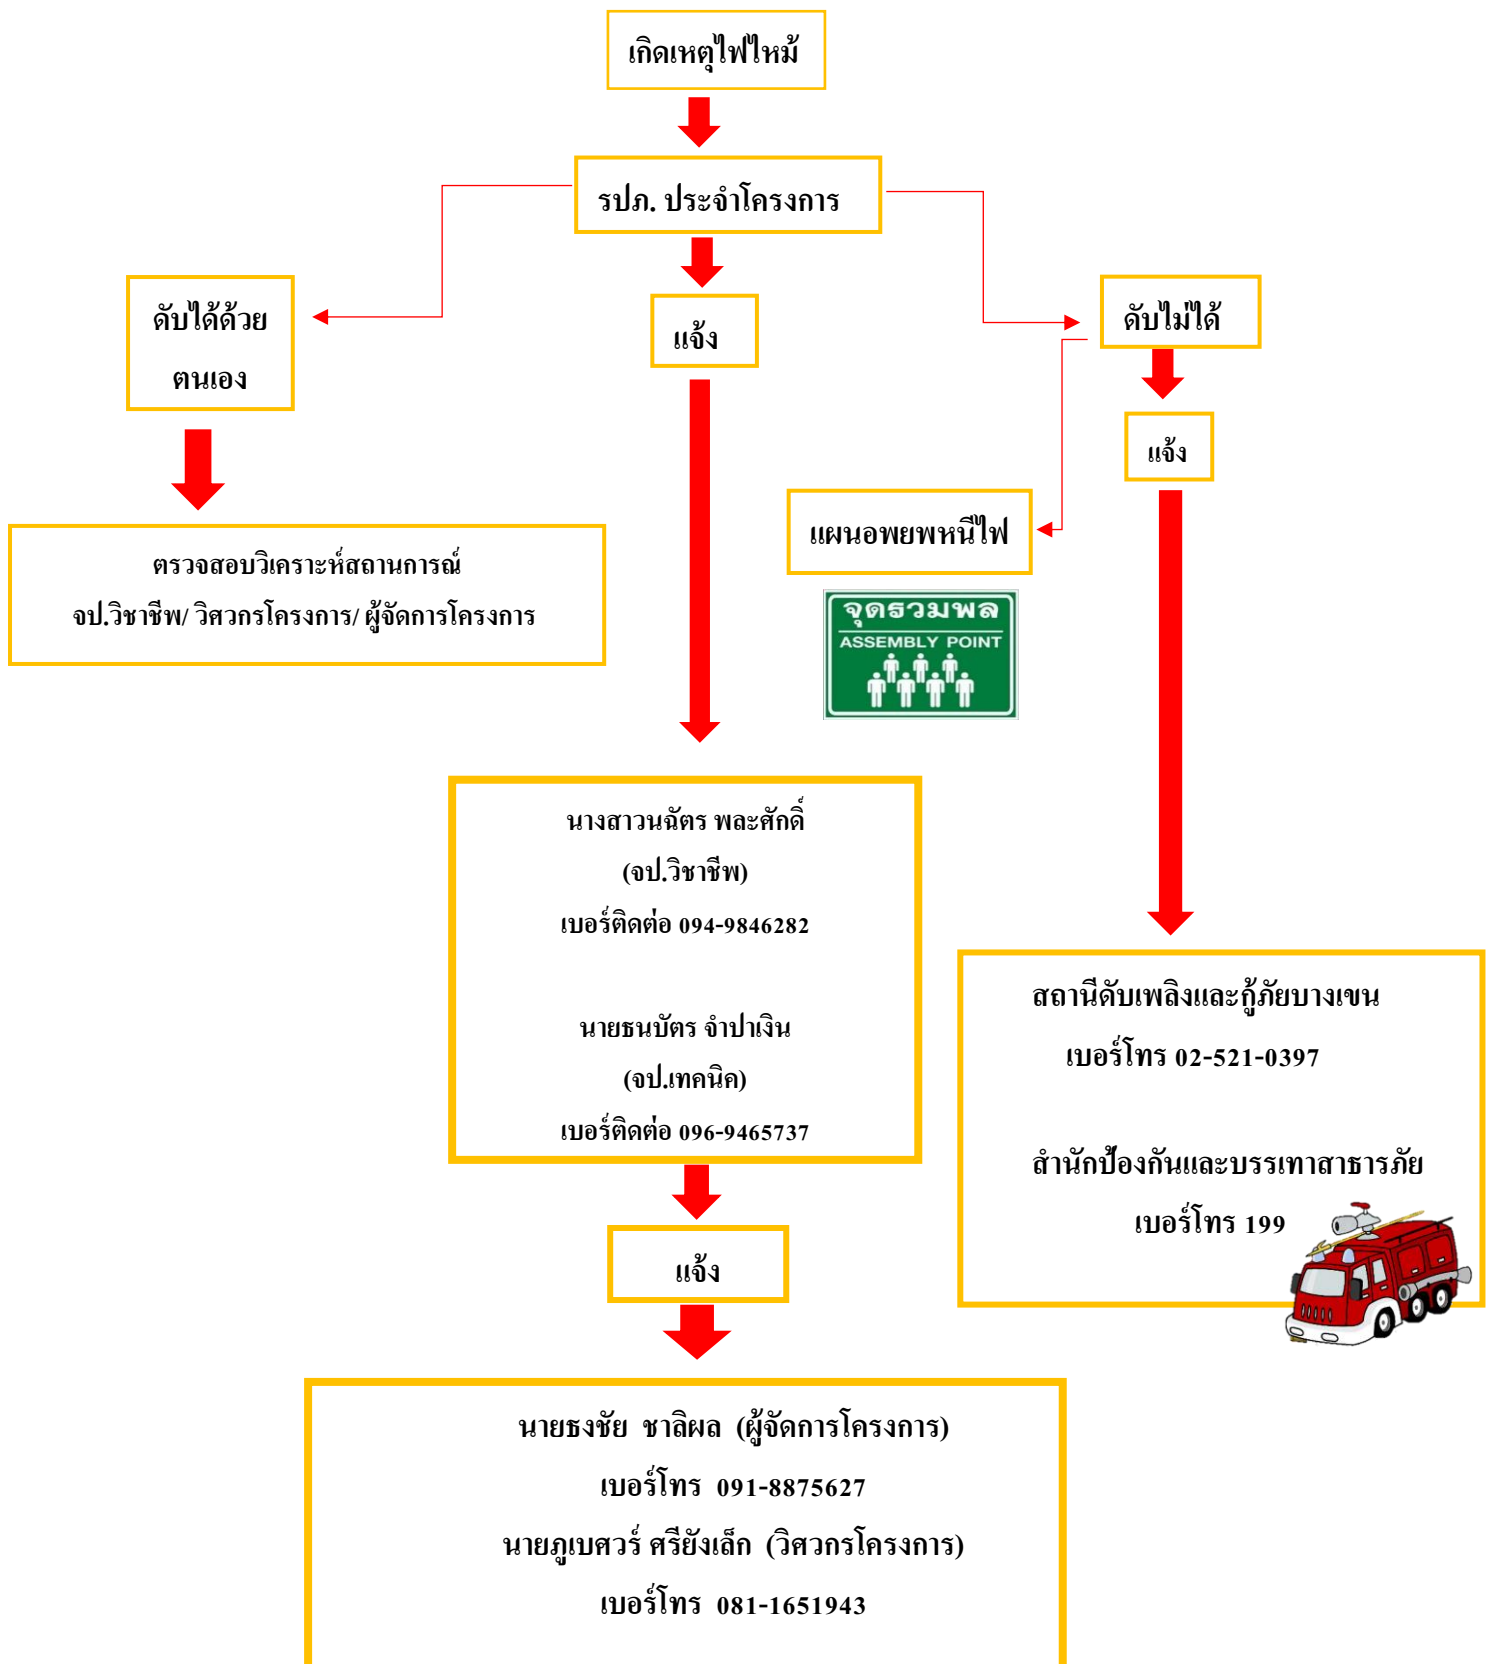 เกิดเหตุไฟไหม้
รปภ. ประจำโครงการ
ดับได้ด้วย
ตนเอง
แจ้ง
ดับไม่ได้
แจ้ง
แผนอพยพหนีไฟ
ตรวจสอบวิเคราะห์สถานการณ์
จป.วิชาชีพ/ วิศวกรโครงการ/ ผู้จัดการโครงการ
จุดรวมพล
ASSEMBLY POINT
นางสาวนฉัตร พละศักดิ์
(จป.วิชาชีพ)
เบอร์ติดต่อ 094-9846282
นายธนบัตร จำปาเงิน
(จป.เทคนิค)
เบอร์ติดต่อ 096-9465737
สถานีดับเพลิงและกู้ภัยบางเขน
เบอร์โทร 02-521-0397
สำนักป้องกันและบรรเทาสาธารภัย
เบอร์โทร 199
แจ้ง
นายธงชัย ชาลิผล (ผู้จัดการโครงการ)
เบอร์โทร 091-8875627
นายภูเบศวร์ ศรียังเล็ก (วิศวกรโครงการ)
เบอร์โทร 081-1651943